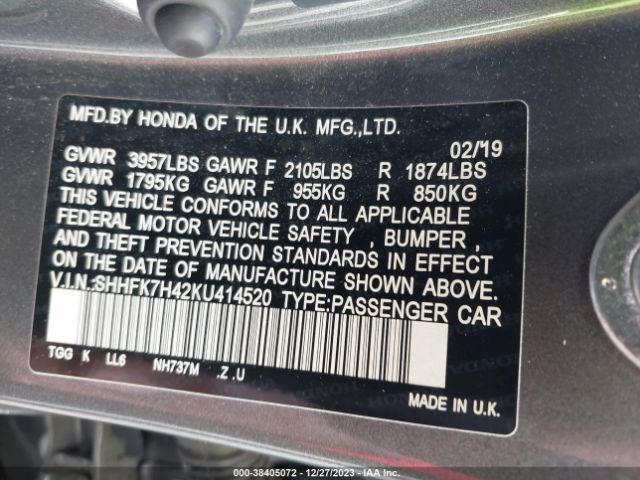 MFD.BY HONDA OF THE U.K. MFG.,LTD.
02/19
GVWR 3957LBS GAWR F 2105LBS R 1874LBS
GVWR 1795KG GAWR F 955KG R 850KG
THIS VEHICLE CONFORMS TO ALL APPLICABLE
FEDERAL MOTOR VEHICLE SAFETY , BUMPER ,
AND THEFT PREVENTION STANDARDS IN EFFECT
ON THE DATE OF MANUFACTURE SHOWN ABOVE.
V.I.N.:SHHFK7H42KU414520 TYPE:PASSENGER CAR
TGG K LL6 NH737M .Z .U
MADE IN U.K.
000-38405072 — 12/27/2023 — IAA Inc.